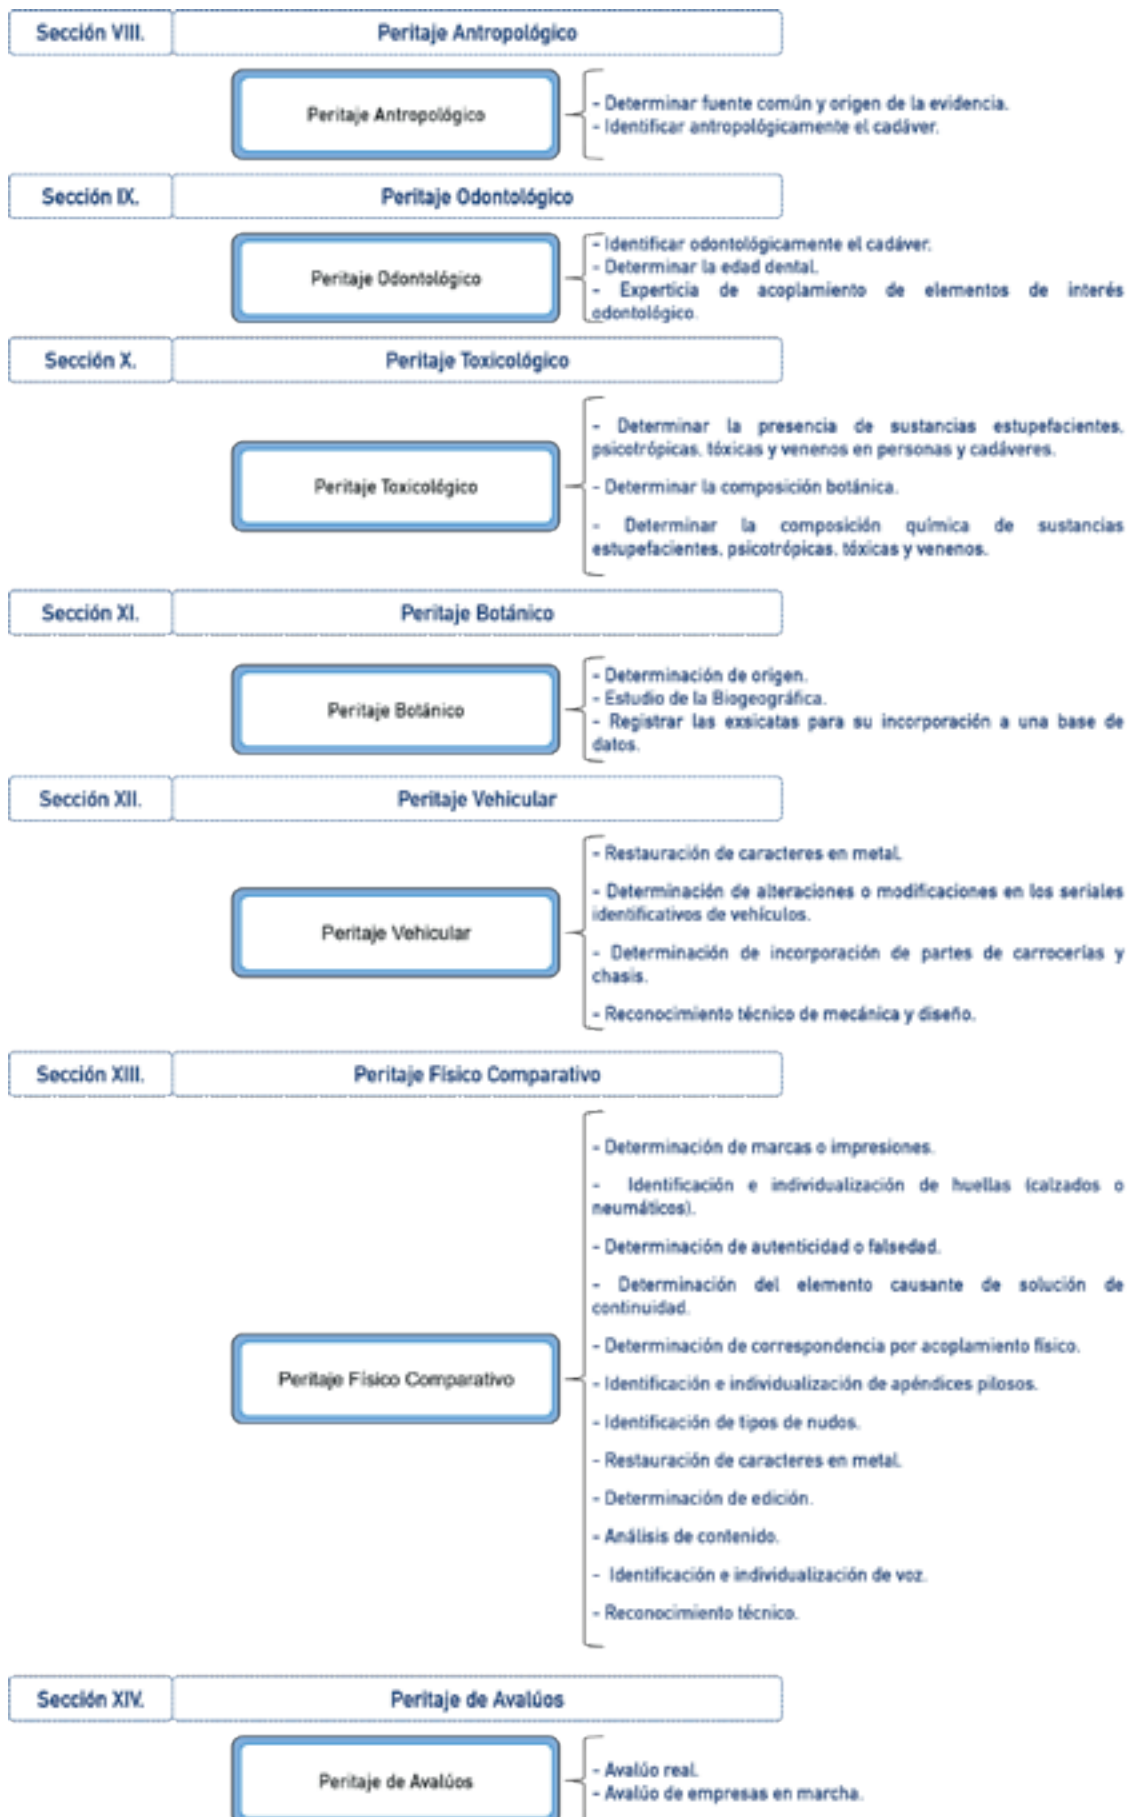 Sección VIII. Peritaje Antropológico
Peritaje Antropológico
- Determinar fuente común y origen de la evidencia.
- Identificar antropológicamente el cadáver.
Sección IX. Peritaje Odontológico
Peritaje Odontológico
- Identificar odontológicamente el cadáver.
- Determinar la edad dental.
- Experticia de acoplamiento de elementos de interés
odontológico.
Sección X. Peritaje Toxicológico
Peritaje Toxicológico
- Determinar la presencia de sustancias estupefacientes,
psicotrópicas, tóxicas y venenos en personas y cadáveres.
- Determinar la composición botánica.
- Determinar la composición química de sustancias
estupefacientes, psicotrópicas, tóxicas y venenos.
Sección XI. Peritaje Botánico
Peritaje Botánico
- Determinación de origen.
- Estudio de la Biogeográfica.
- Registrar las exsicatas para su incorporación a una base de
datos.
Sección XII. Peritaje Vehicular
Peritaje Vehicular
- Restauración de caracteres en metal.
- Determinación de alteraciones o modificaciones en los seriales
identificativos de vehículos.
- Determinación de incorporación de partes de carrocerías y
chasis.
- Reconocimiento técnico de mecánica y diseño.
Sección XIII. Peritaje Físico Comparativo
Peritaje Físico Comparativo
- Determinación de marcas o impresiones.
- Identificación e individualización de huellas (calzados o
neumáticos).
- Determinación de autenticidad o falsedad.
- Determinación del elemento causante de solución de
continuidad.
- Determinación de correspondencia por acoplamiento físico.
- Identificación e individualización de apéndices pilosos.
- Identificación de tipos de nudos.
- Restauración de caracteres en metal.
- Determinación de edición.
- Análisis de contenido.
- Identificación e individualización de voz.
- Reconocimiento técnico.
Sección XIV. Peritaje de Avalúos
Peritaje de Avalúos
- Avalúo real.
- Avalúo de empresas en marcha.